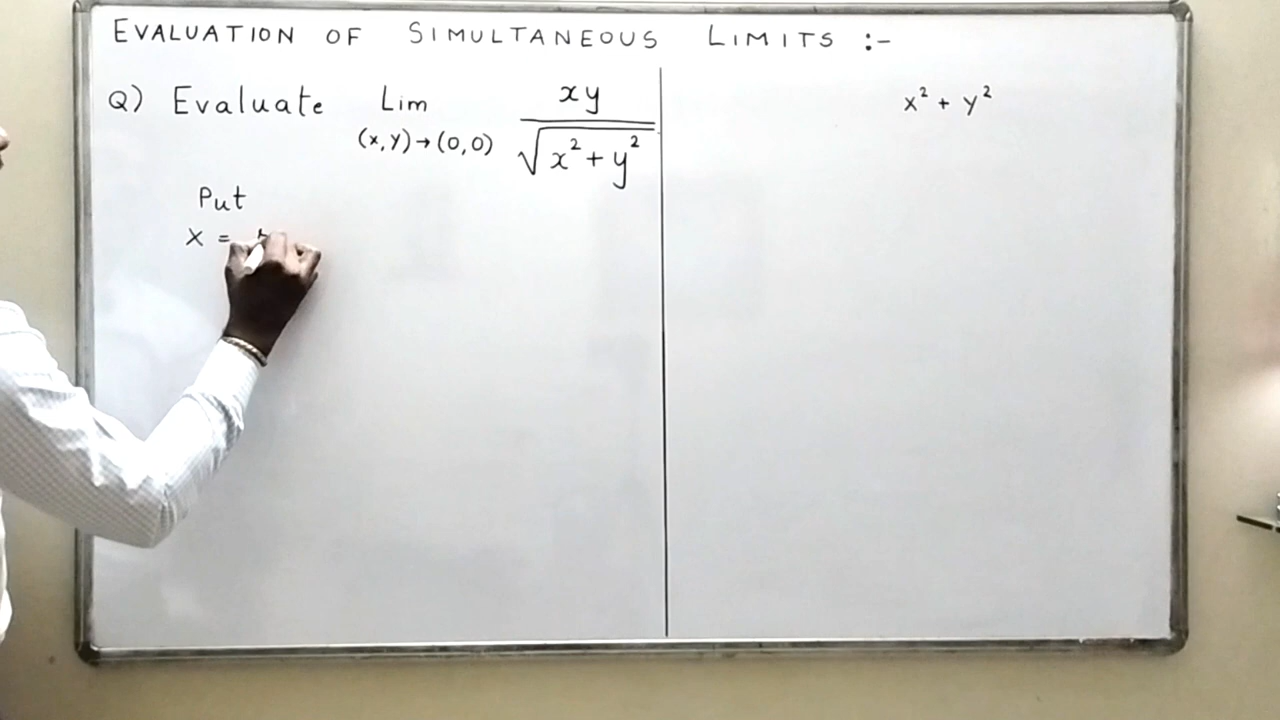 EVALUATION OF SIMULTANEOUS LIMITS :-
Q) Evaluate Lim (x,y)→(0,0) xy / √(x² + y²)
Put
x =
x² + y²